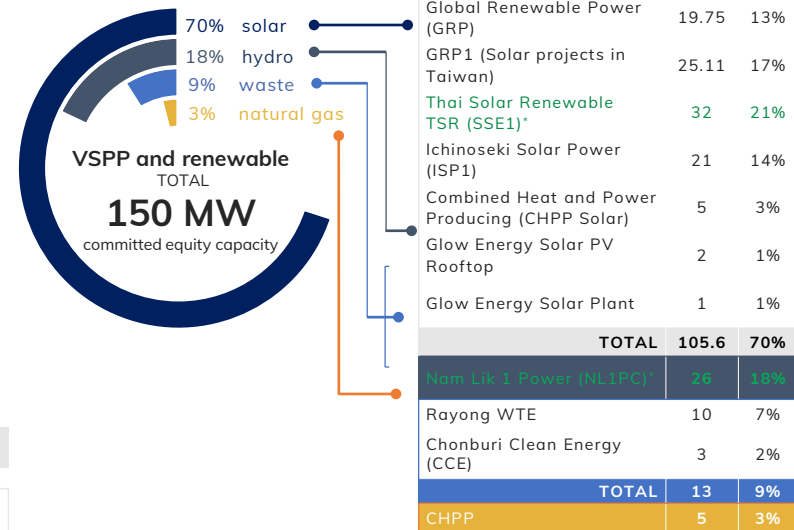 70% solar
18% hydro
9% waste
3% natural gas
VSPP and renewable
TOTAL
150 MW
committed equity capacity
Global Renewable Power
(GRP) 19.75 13%
GRP1 (Solar projects in
Taiwan) 25.11 17%
Thai Solar Renewable
TSR (SSE1)* 32 21%
Ichinoseki Solar Power
(ISP1) 21 14%
Combined Heat and Power
Producing (CHPP Solar) 5 3%
Glow Energy Solar PV
Rooftop 2 1%
Glow Energy Solar Plant 1 1%
TOTAL 105.6 70%
Nam Lik 1 Power (NL1PC)* 26 18%
Rayong WTE 10 7%
Chonburi Clean Energy
(CCE) 3 2%
TOTAL 13 9%
CHPP 5 3%